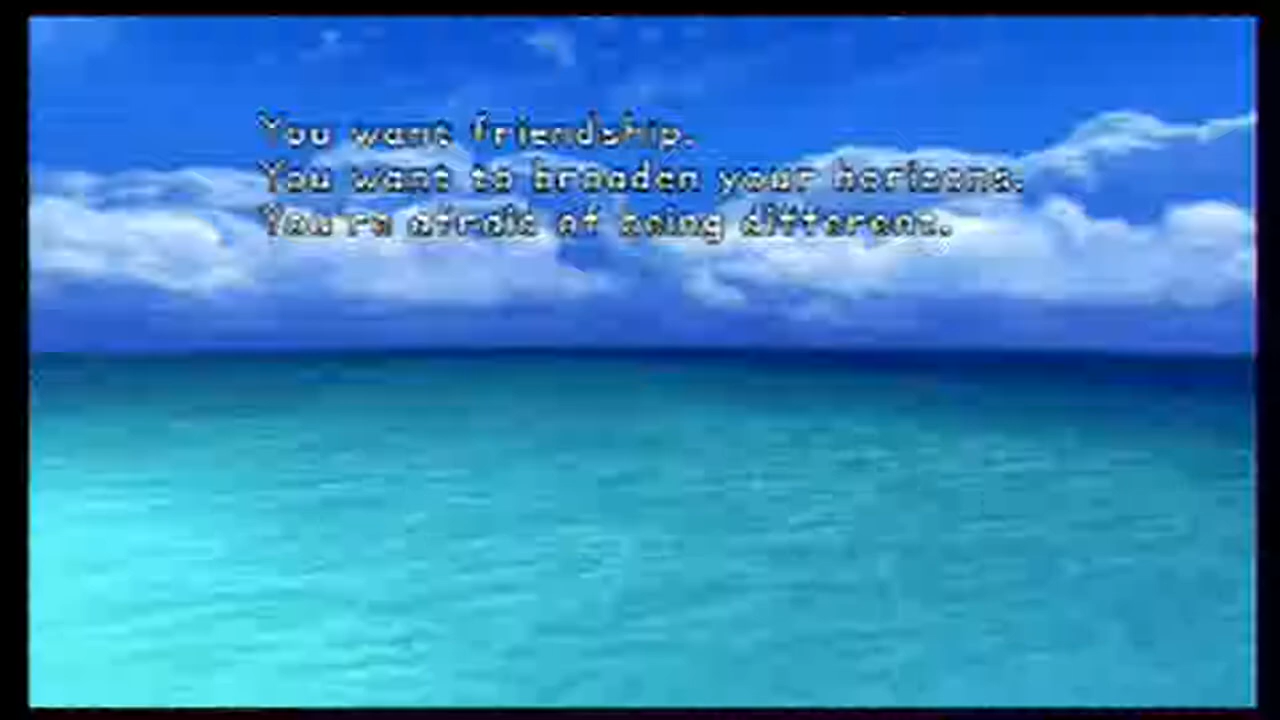 You want friendship.
You want to broaden your horizons.
You're afraid of being different.